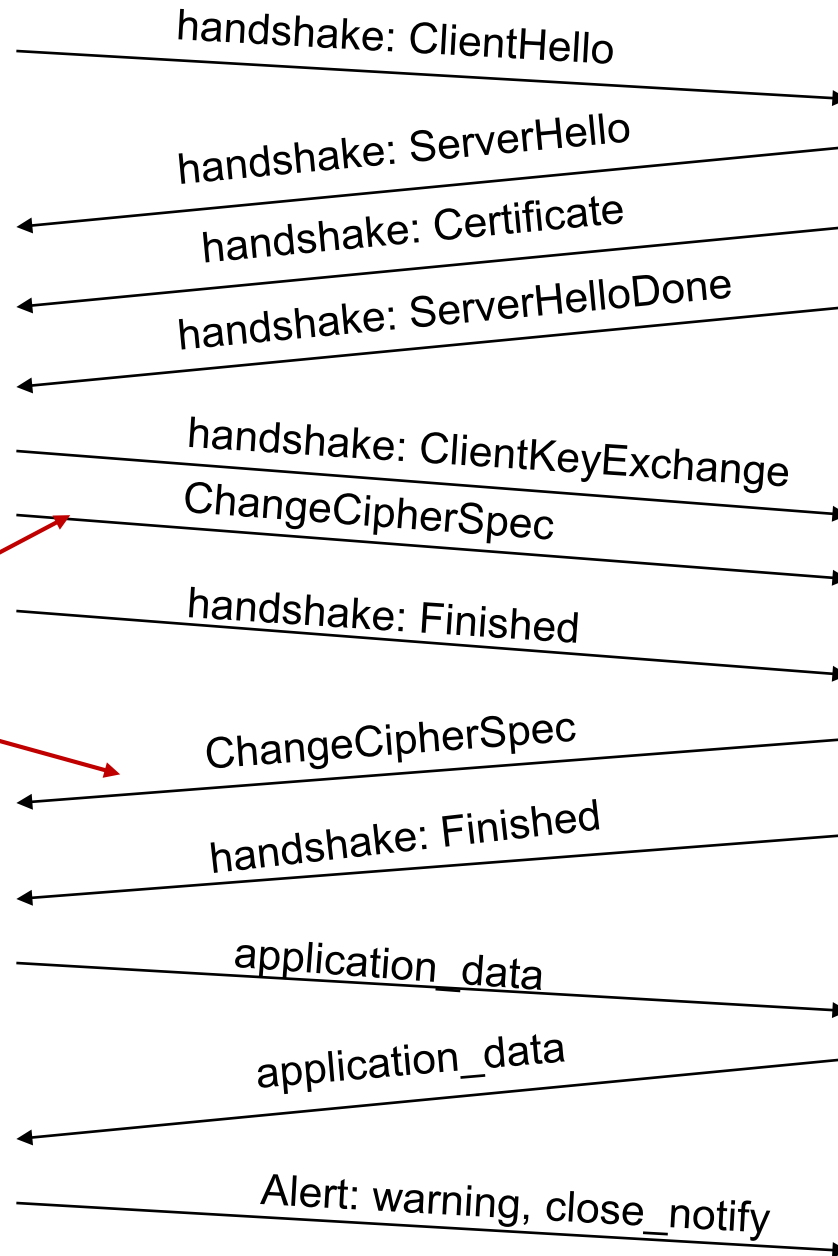 handshake: ClientHello
handshake: ServerHello
handshake: Certificate
handshake: ServerHelloDone
handshake: ClientKeyExchange
ChangeCipherSpec
handshake: Finished
ChangeCipherSpec
handshake: Finished
application_data
application_data
Alert: warning, close_notify